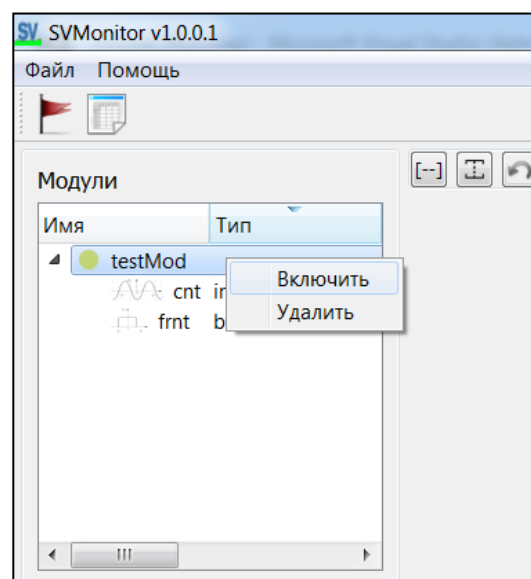 SV SVMonitor v1.0.0.1
Файл Помощь
[--]
Модули
Имя Тип
testMod
Включить
cnt
Удалить
frnt